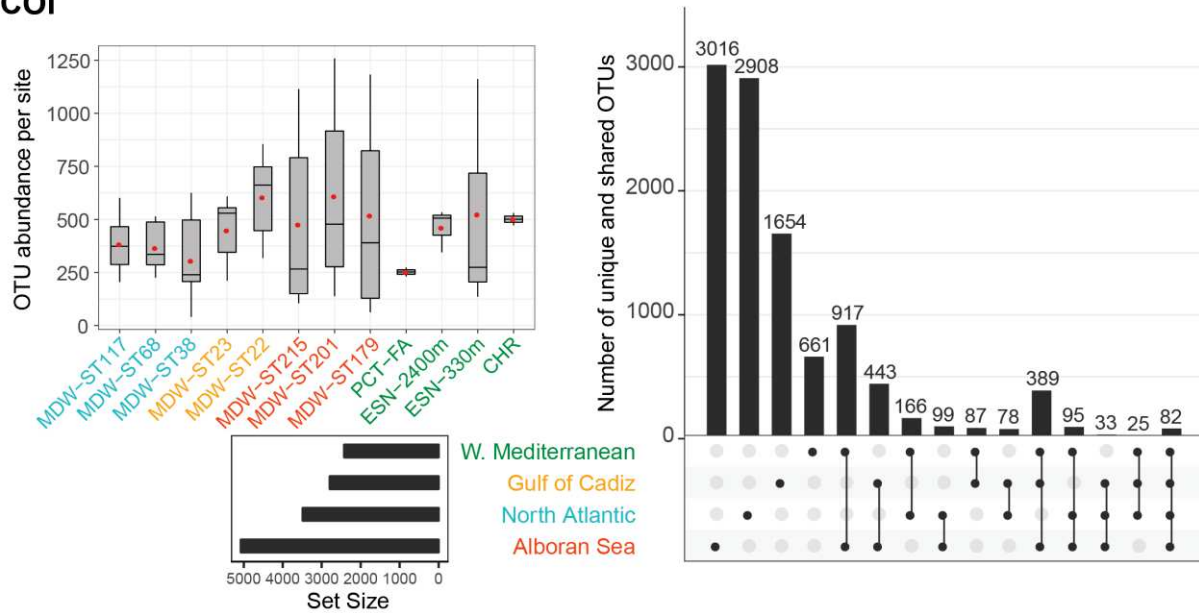 COI
OTU abundance per site
1250
1000
750
500
250
0
MDW-ST117
MDW-ST68
MDW-ST38
MDW-ST23
MDW-ST22
MDW-ST215
MDW-ST201
MDW-ST179
PCT-FA
ESN-2400m
ESN-330m
CHR
Number of unique and shared OTUs
3000
2000
1000
0
3016
2908
1654
661
917
443
166
99
87
78
389
95
33
25
82
W. Mediterranean
Gulf of Cadiz
North Atlantic
Alboran Sea
5000 4000 3000 2000 1000 0
Set Size